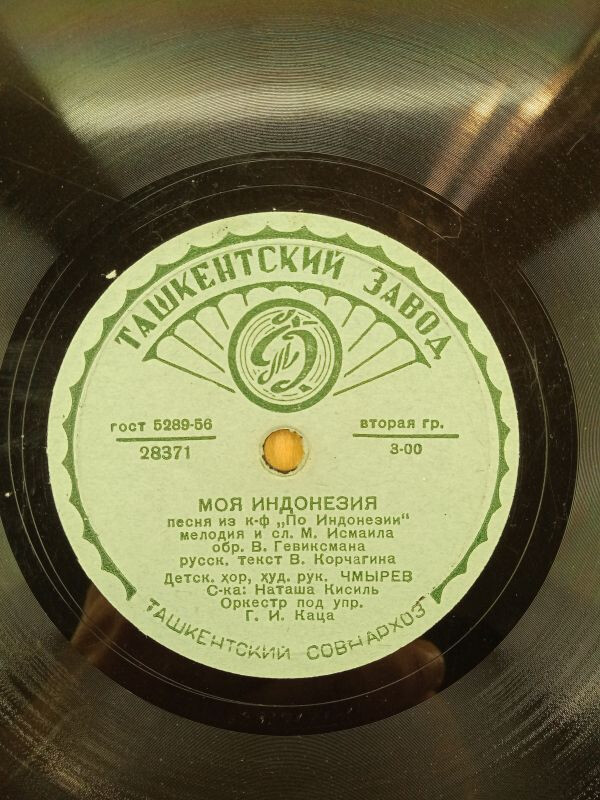 ТАШКЕНТСКИЙ ЗАВОД
гост 5289-56
28371
вторая гр.
3-00
МОЯ ИНДОНЕЗИЯ
песня из к-ф „По Индонезии"
мелодия и сл. М. Исмаила
обр. В. Гевиксмана
русск. текст В. Корчагина
Детск. хор, худ. рук. ЧМЫРЕВ
С-ка: Наташа Кисиль
Оркестр под упр.
Г. И. Каца
ТАШКЕНТСКИЙ СОВНАРХОЗ